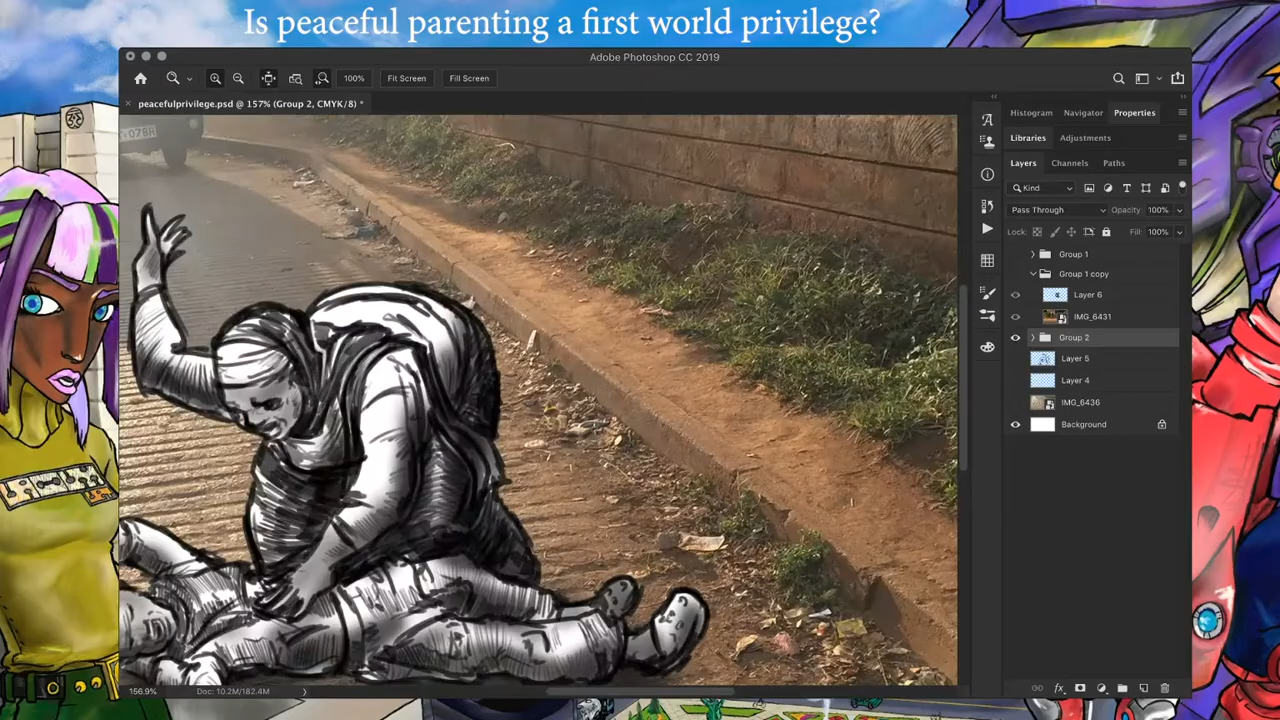 Is peaceful parenting a first world privilege?
Adobe Photoshop CC 2019
100%
Fit Screen
Fill Screen
peacefulprivilege.psd @ 157% (Group 2, CMYK/8) *
Histogram
Navigator
Properties
Libraries
Adjustments
Layers
Channels
Paths
Kind
Pass Through
Opacity: 100%
Lock:
Fill: 100%
Group 1
Group 1 copy
Layer 6
IMG_6431
Group 2
Layer 5
Layer 4
IMG_6436
Background
156.9%
Doc: 10.2M/182.4M